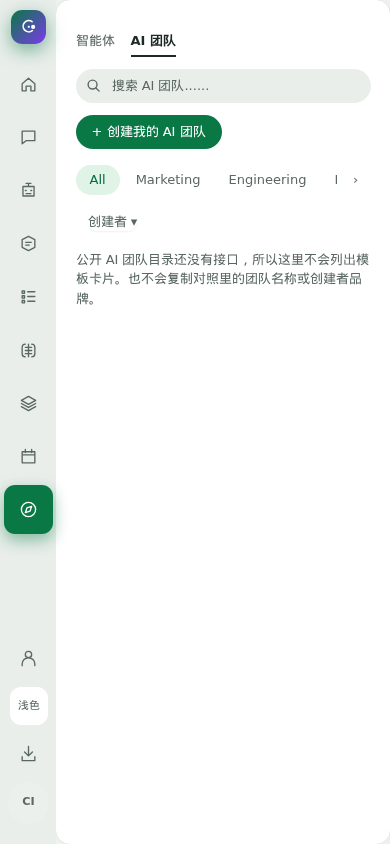 智能体 AI 团队
搜索 AI 团队……
+ 创建我的 AI 团队
All Marketing Engineering
创建者 ▾
公开 AI 团队目录还没有接口，所以这里不会列出模
板卡片。也不会复制对照里的团队名称或创建者品
牌。
浅色
CI